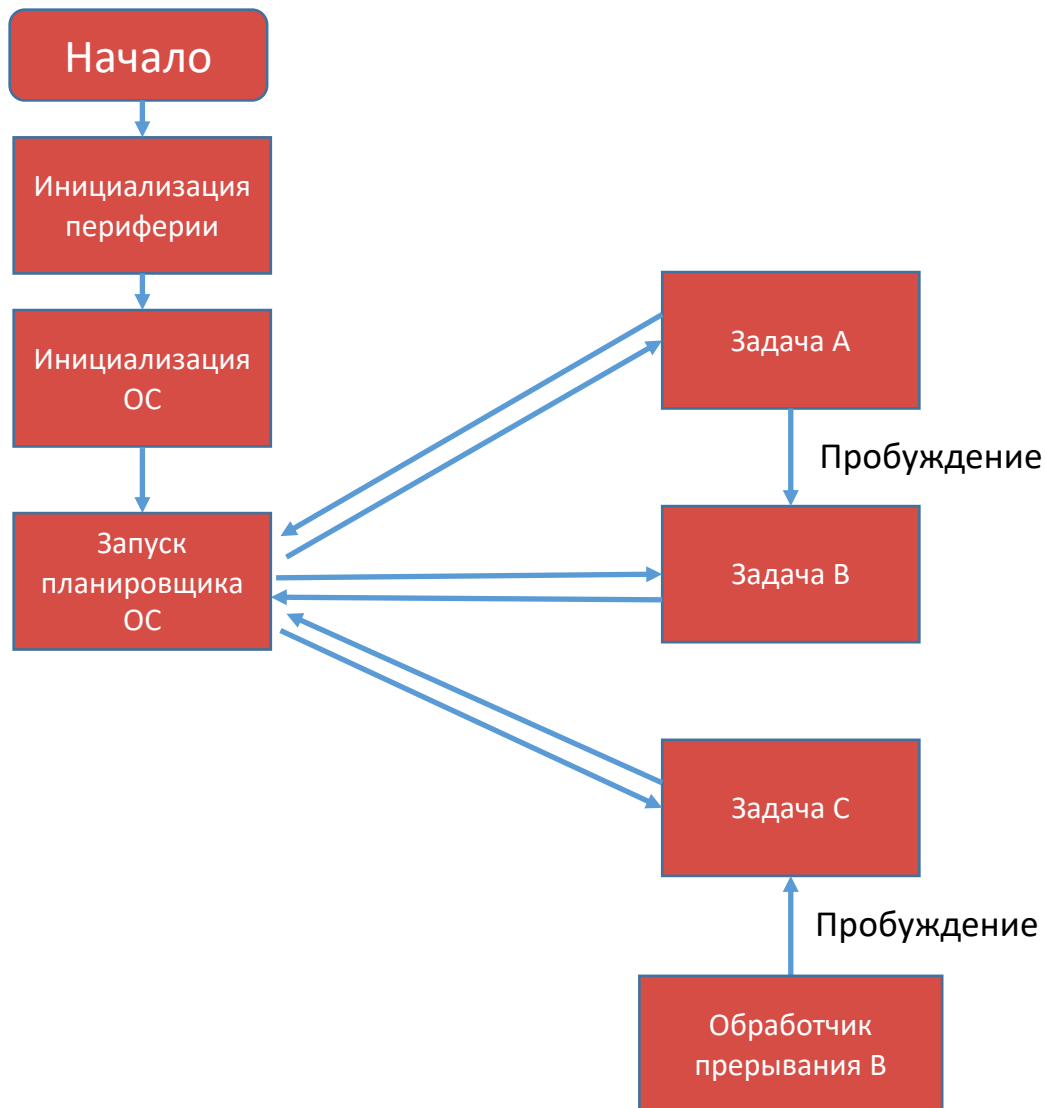 Начало
Инициализация
периферии
Инициализация
ОС
Запуск
планировщика
ОС
Задача А
Пробуждение
Задача В
Задача С
Пробуждение
Обработчик
прерывания В